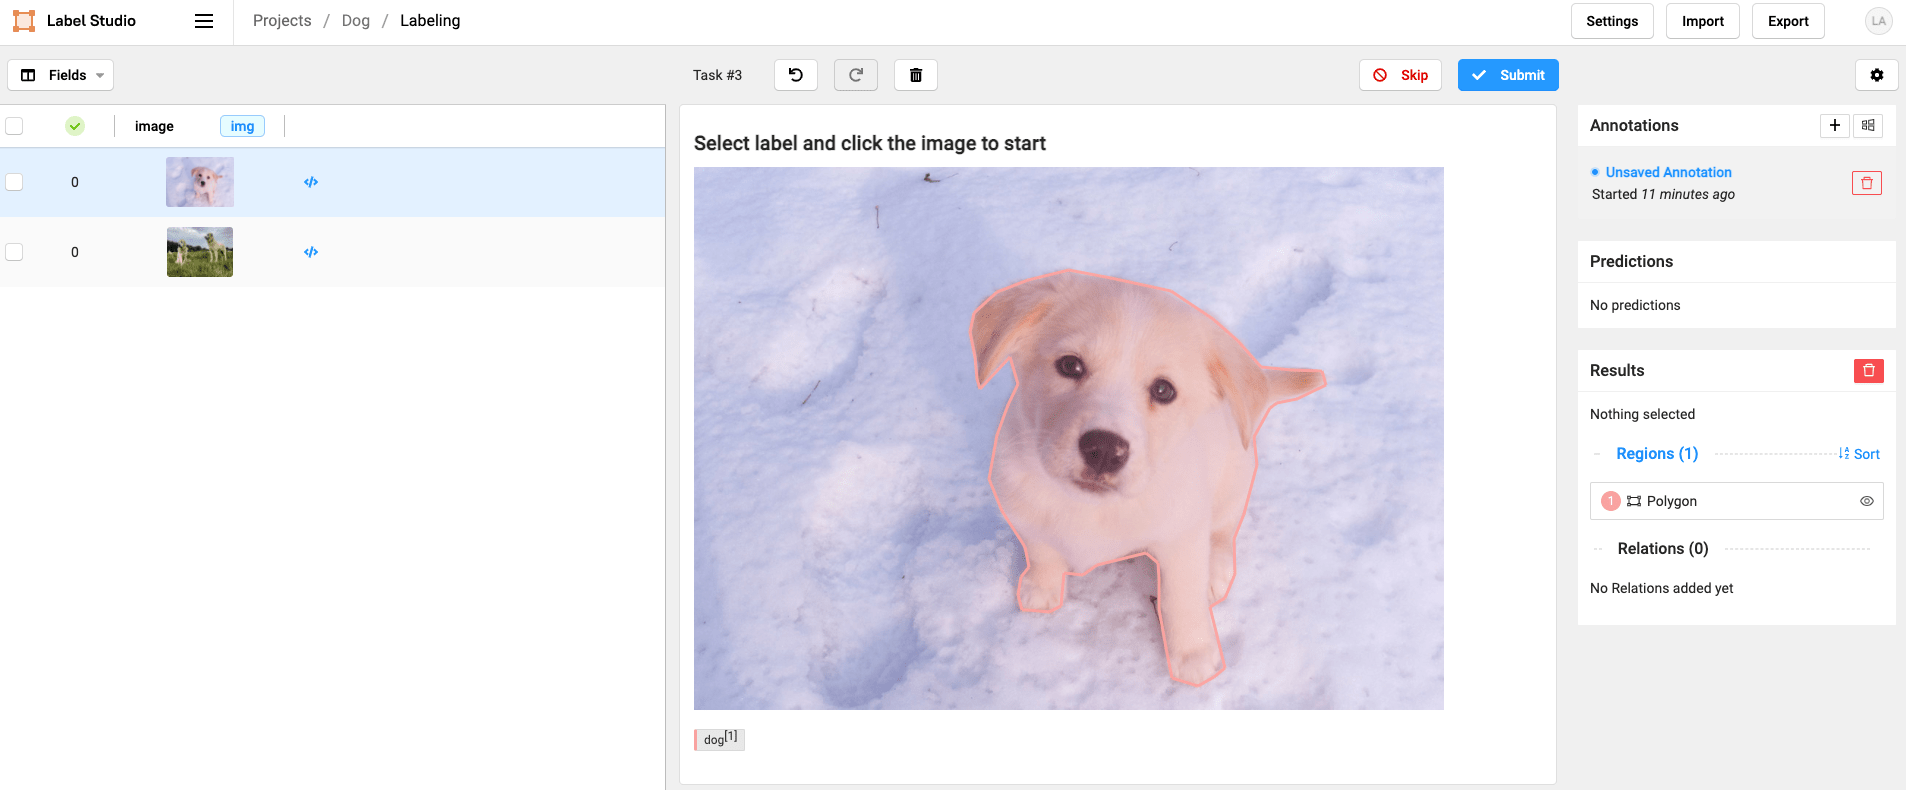 Label Studio
Projects / Dog / Labeling
Settings
Import
Export
LA
Fields
Task #3
Skip
Submit
image
img
0
0
Select label and click the image to start
dog[1]
Annotations
Unsaved Annotation
Started 11 minutes ago
Predictions
No predictions
Results
Nothing selected
Regions (1)
Sort
1 Polygon
Relations (0)
No Relations added yet